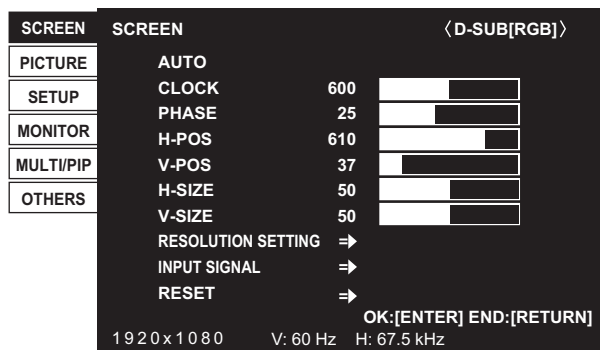 SCREEN
PICTURE
SETUP
MONITOR
MULTI/PIP
OTHERS
SCREEN 〈D-SUB[RGB]〉
AUTO
CLOCK 600
PHASE 25
H-POS 610
V-POS 37
H-SIZE 50
V-SIZE 50
RESOLUTION SETTING
INPUT SIGNAL
RESET
OK:[ENTER] END:[RETURN]
1920x1080 V: 60 Hz H: 67.5 kHz